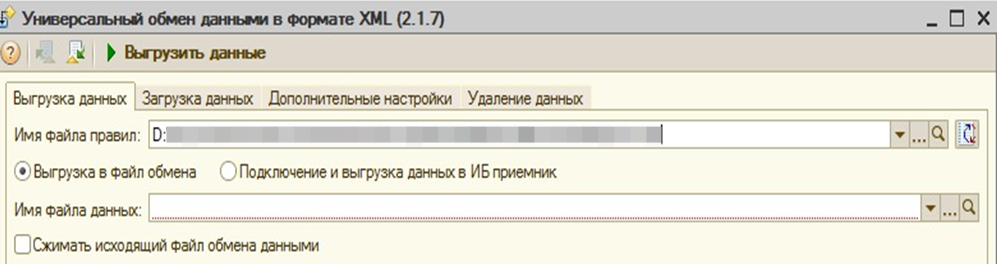 Универсальный обмен данными в формате XML (2.1.7)
Выгрузить данные
Выгрузка данных Загрузка данных Дополнительные настройки Удаление данных
Имя файла правил: D:
Выгрузка в файл обмена Подключение и выгрузка данных в ИБ приемник
Имя файла данных:
Сжимать исходящий файл обмена данными